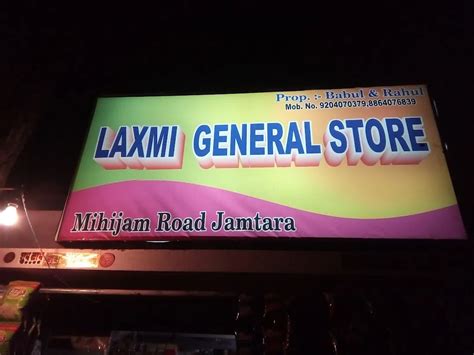 Prop. :- Babul & Rahul
Mob. No. 9204070379,8864076839
LAXMI GENERAL STORE
Mihijam Road Jamtara